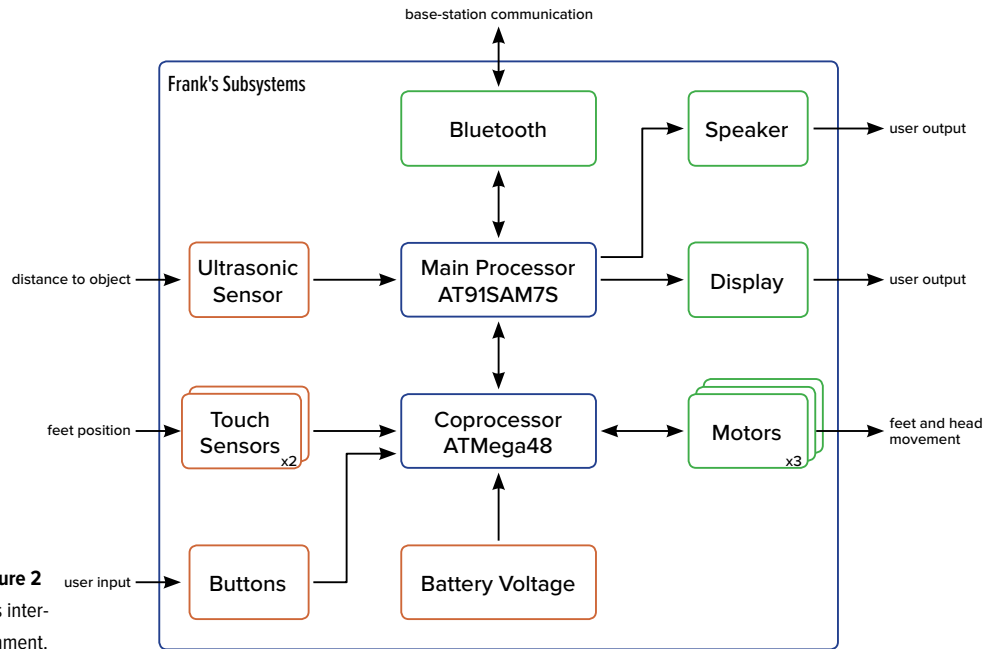 base-station communication
Frank's Subsystems
Bluetooth
Speaker
user output
distance to object
Ultrasonic
Sensor
Main Processor
AT91SAM7S
Display
user output
feet position
Touch
Sensors
x2
Coprocessor
ATMega48
Motors
x3
feet and head
movement
user input
Buttons
Battery Voltage
ure 2
s inter-
nment.